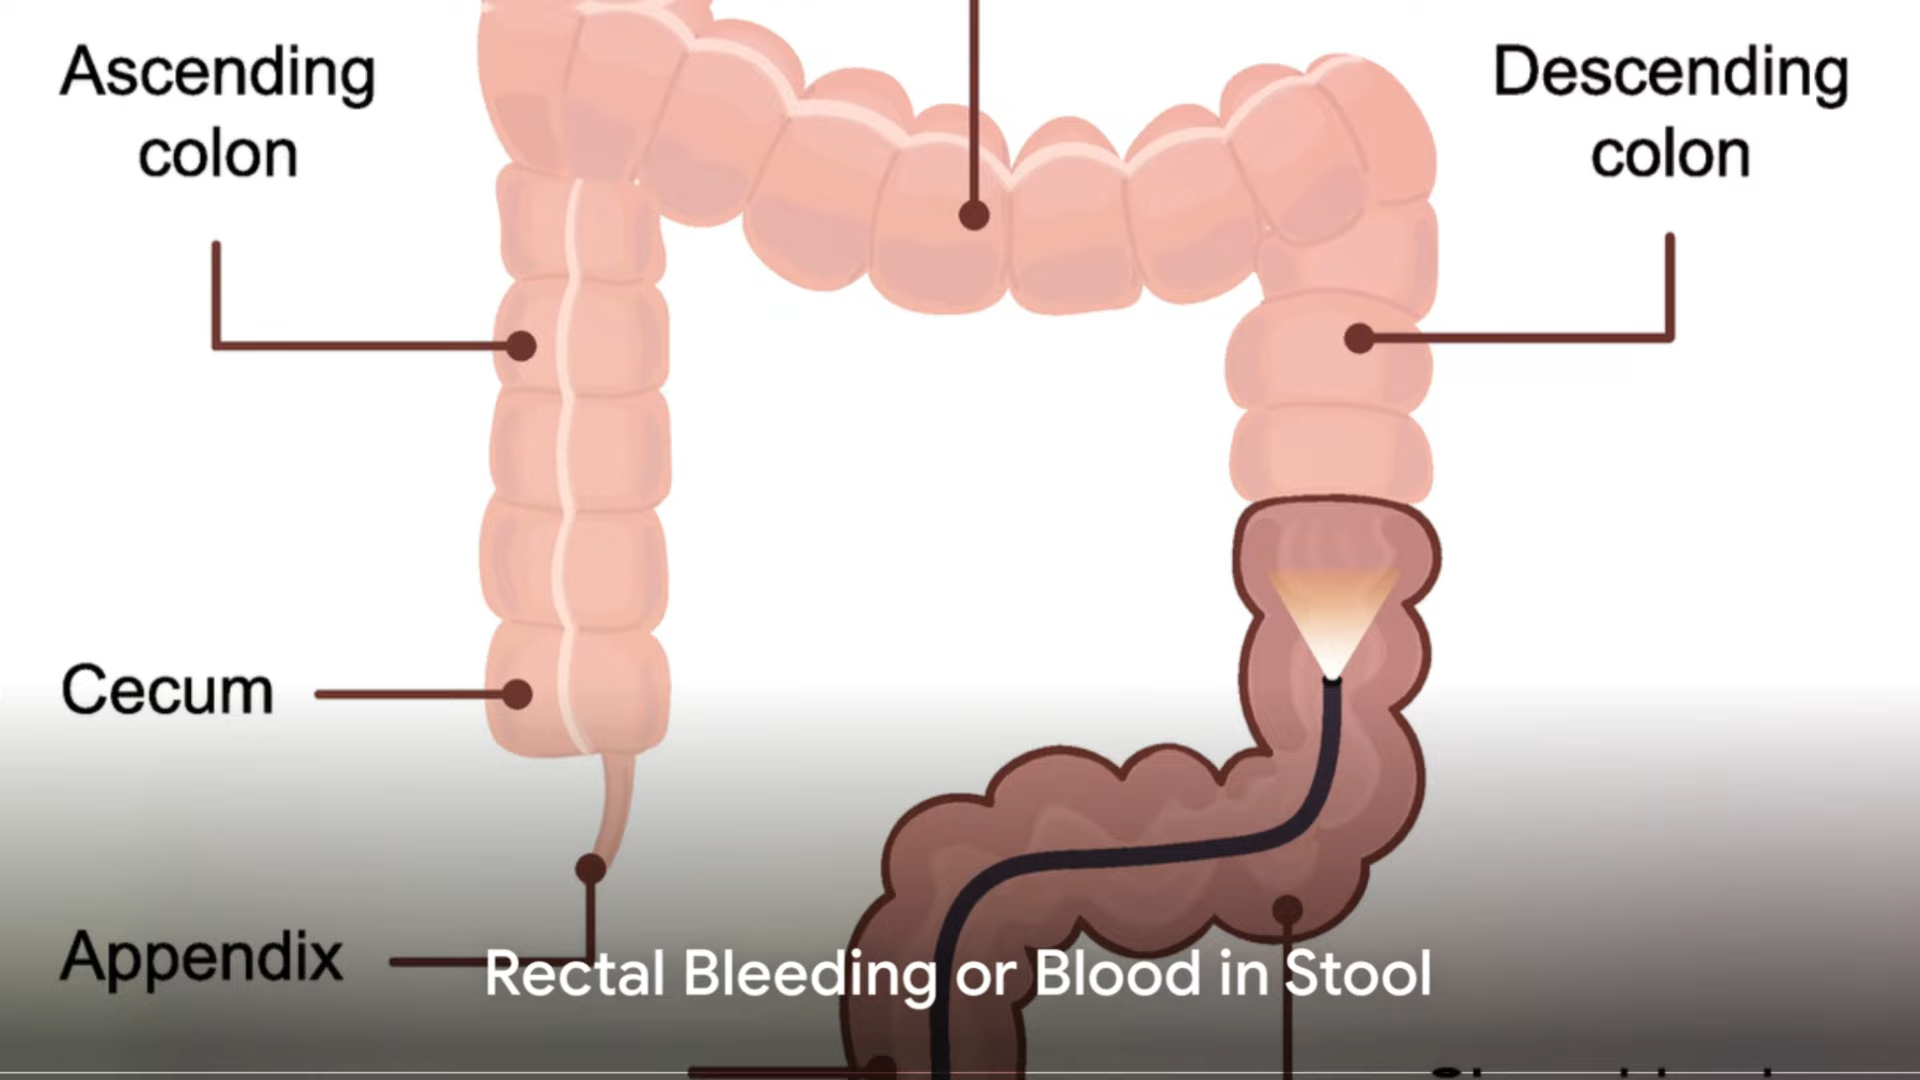 Ascending
colon
Descending
colon
Cecum
Appendix
Rectal Bleeding or Blood in Stool